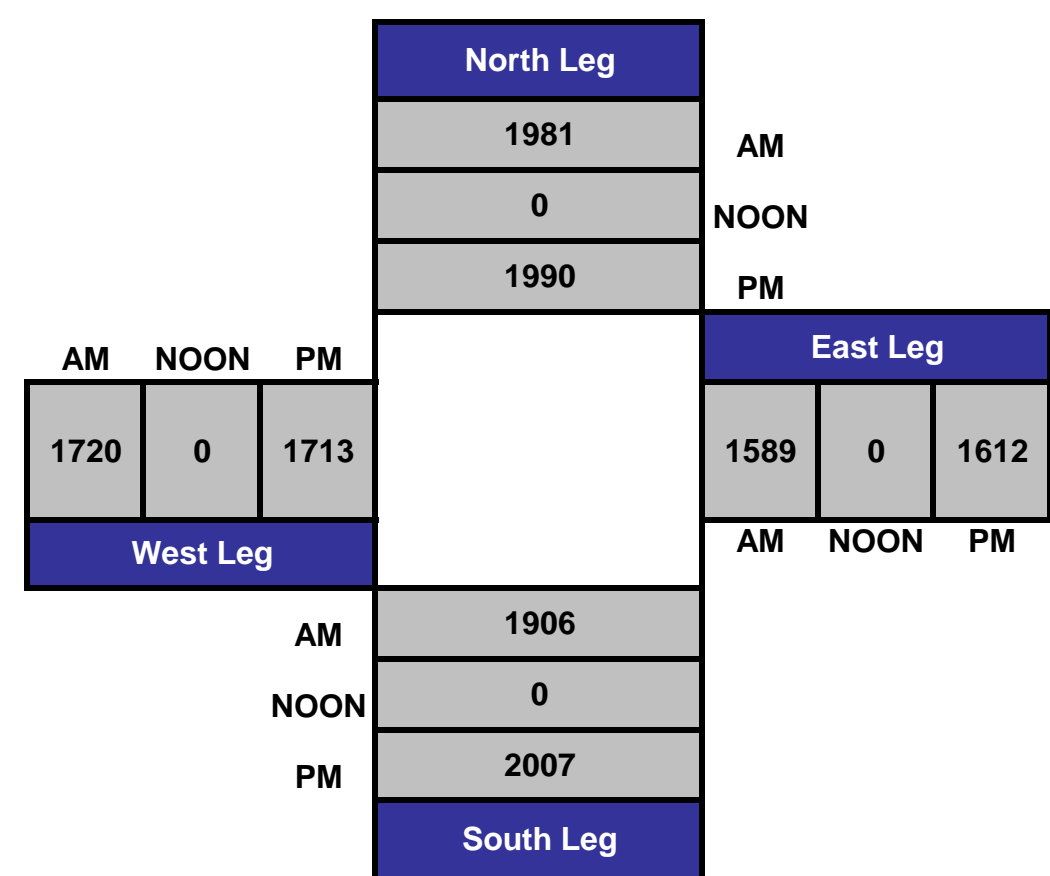 North Leg
1981 AM
0 NOON
1990 PM
East Leg
AM NOON PM
1720 0 1713
1589 0 1612
West Leg
AM NOON PM
AM 1906
NOON 0
PM 2007
South Leg